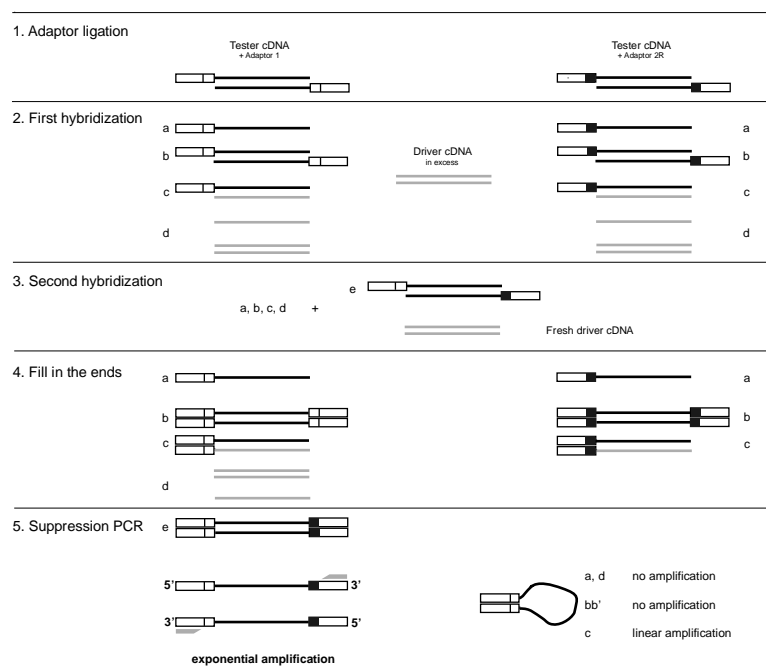 1. Adaptor ligation
Tester cDNA
+ Adaptor 1
Tester cDNA
+ Adaptor 2R
2. First hybridization
a
a
b
b
Driver cDNA
in excess
c
c
d
d
3. Second hybridization
e
a, b, c, d +
Fresh driver cDNA
4. Fill in the ends
a
a
b
b
c
c
d
5. Suppression PCR
e
5’ 3’
3’ 5’
a, d no amplification
bb’ no amplification
c linear amplification
exponential amplification